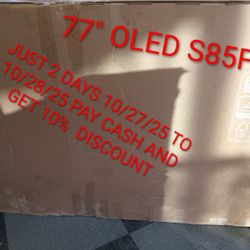 77" OLED S85F
JUST 2 DAYS 10/27/25 TO
10/28/25 PAY CASH AND
GET 10% DISCOUNT